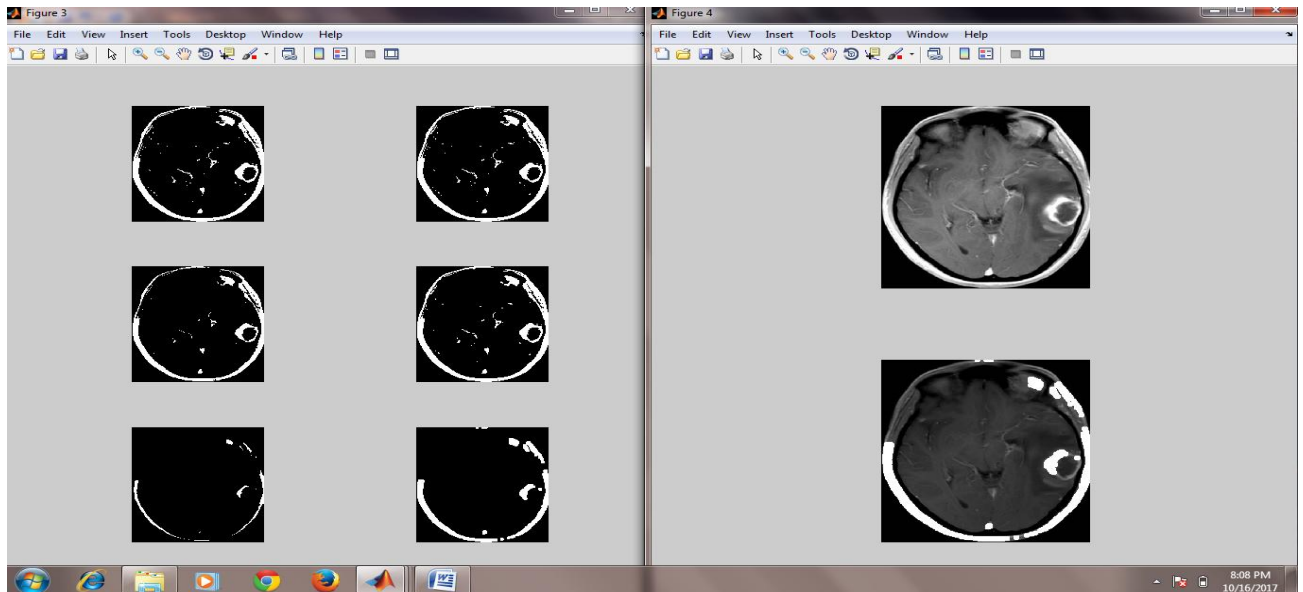 Figure 3
File Edit View Insert Tools Desktop Window Help
Figure 4
File Edit View Insert Tools Desktop Window Help
8:08 PM
10/16/2017